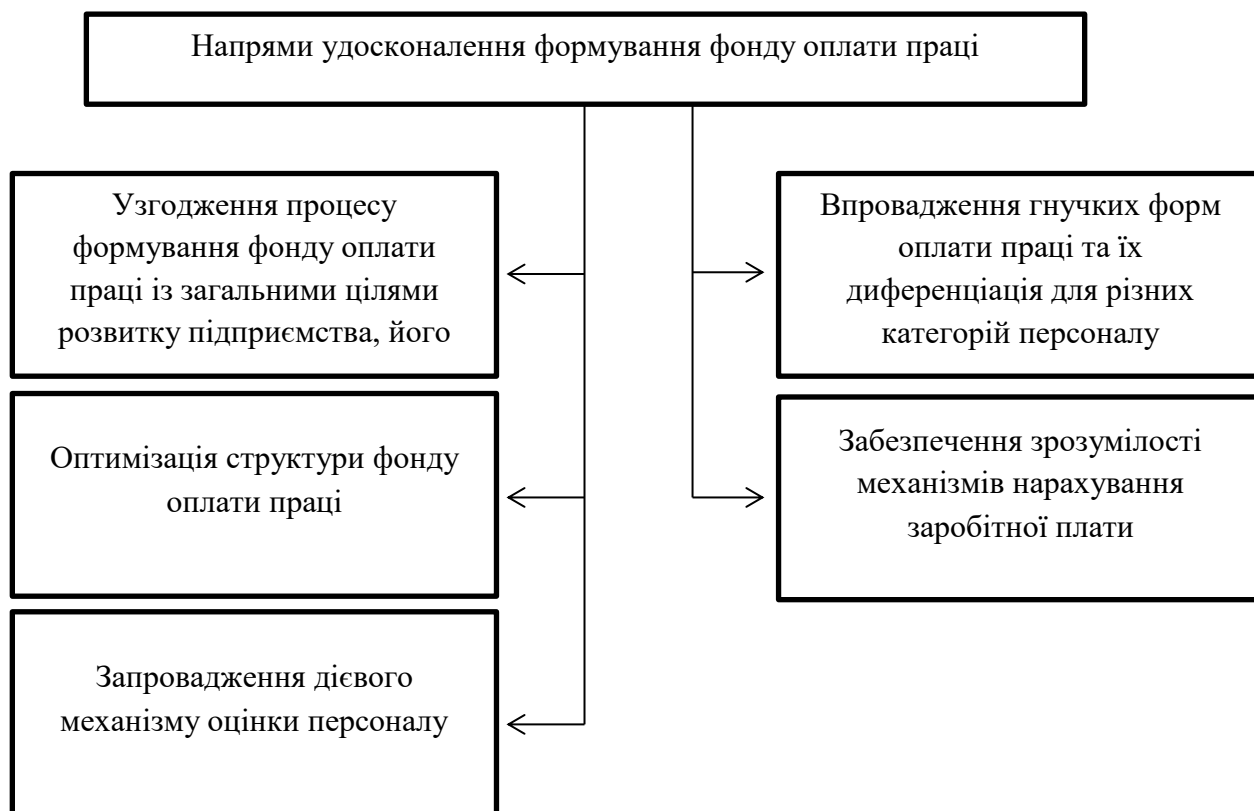 Напрями удосконалення формування фонду оплати праці
Узгодження процесу
формування фонду оплати
праці із загальними цілями
розвитку підприємства, його
Оптимізація структури фонду
оплати праці
Запровадження дієвого
механізму оцінки персоналу
Впровадження гнучких форм
оплати праці та їх
диференціація для різних
категорій персоналу
Забезпечення зрозумілості
механізмів нарахування
заробітної плати